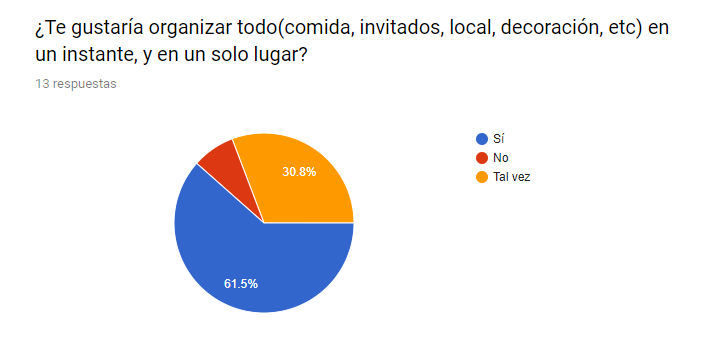 ¿Te gustaría organizar todo(comida, invitados, local, decoración, etc) en
un instante, y en un solo lugar?
13 respuestas
Sí
No
Tal vez
30.8%
61.5%